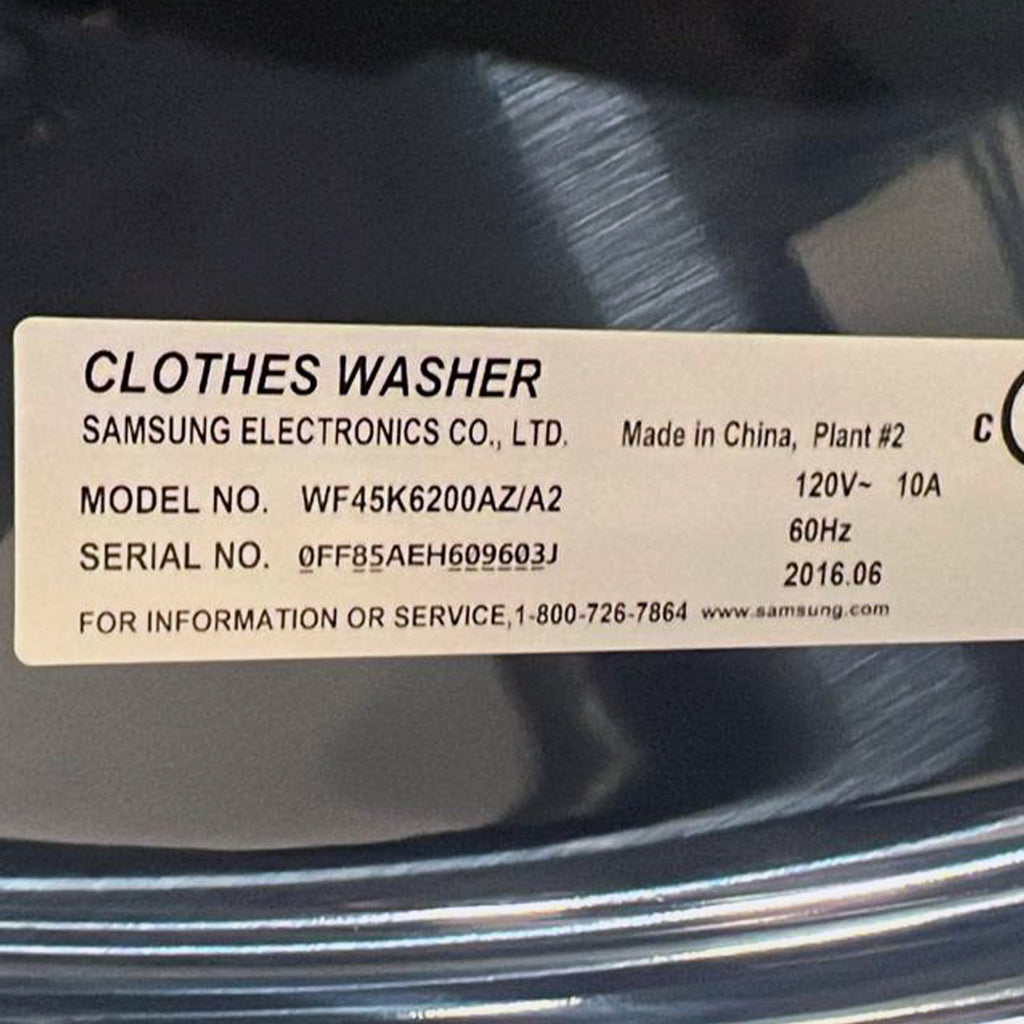 CLOTHES WASHER
SAMSUNG ELECTRONICS CO., LTD. Made in China, Plant #2 C
MODEL NO. WF45K6200AZ/A2 120V~ 10A
60Hz
SERIAL NO. 0FF85AEH609603J
2016.06
FOR INFORMATION OR SERVICE,1-800-726-7864 www.samsung.com